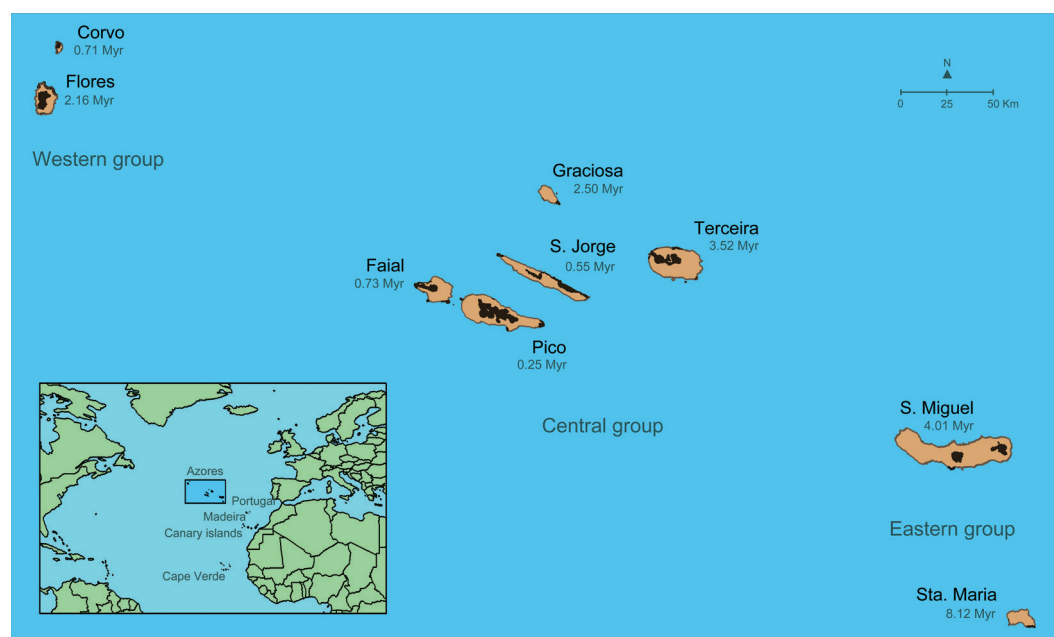 Corvo
0.71 Myr
Flores
2.16 Myr
Western group
N
0 25 50 Km
Graciosa
2.50 Myr
Terceira
3.52 Myr
S. Jorge
0.55 Myr
Faial
0.73 Myr
Pico
0.25 Myr
Central group
S. Miguel
4.01 Myr
Eastern group
Sta. Maria
8.12 Myr
Azores
Portugal
Madeira
Canary islands
Cape Verde